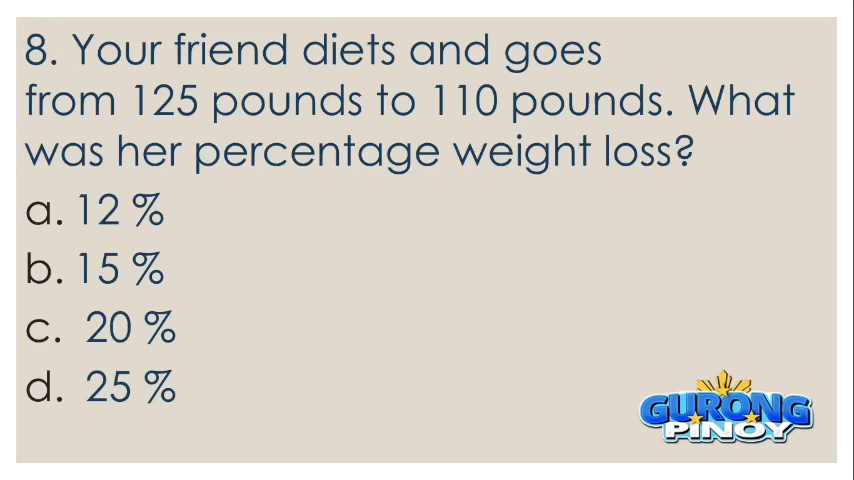 8. Your friend diets and goes
from 125 pounds to 110 pounds. What
was her percentage weight loss?
a. 12 %
b. 15 %
c. 20 %
d. 25 %
GURONG
PINOY